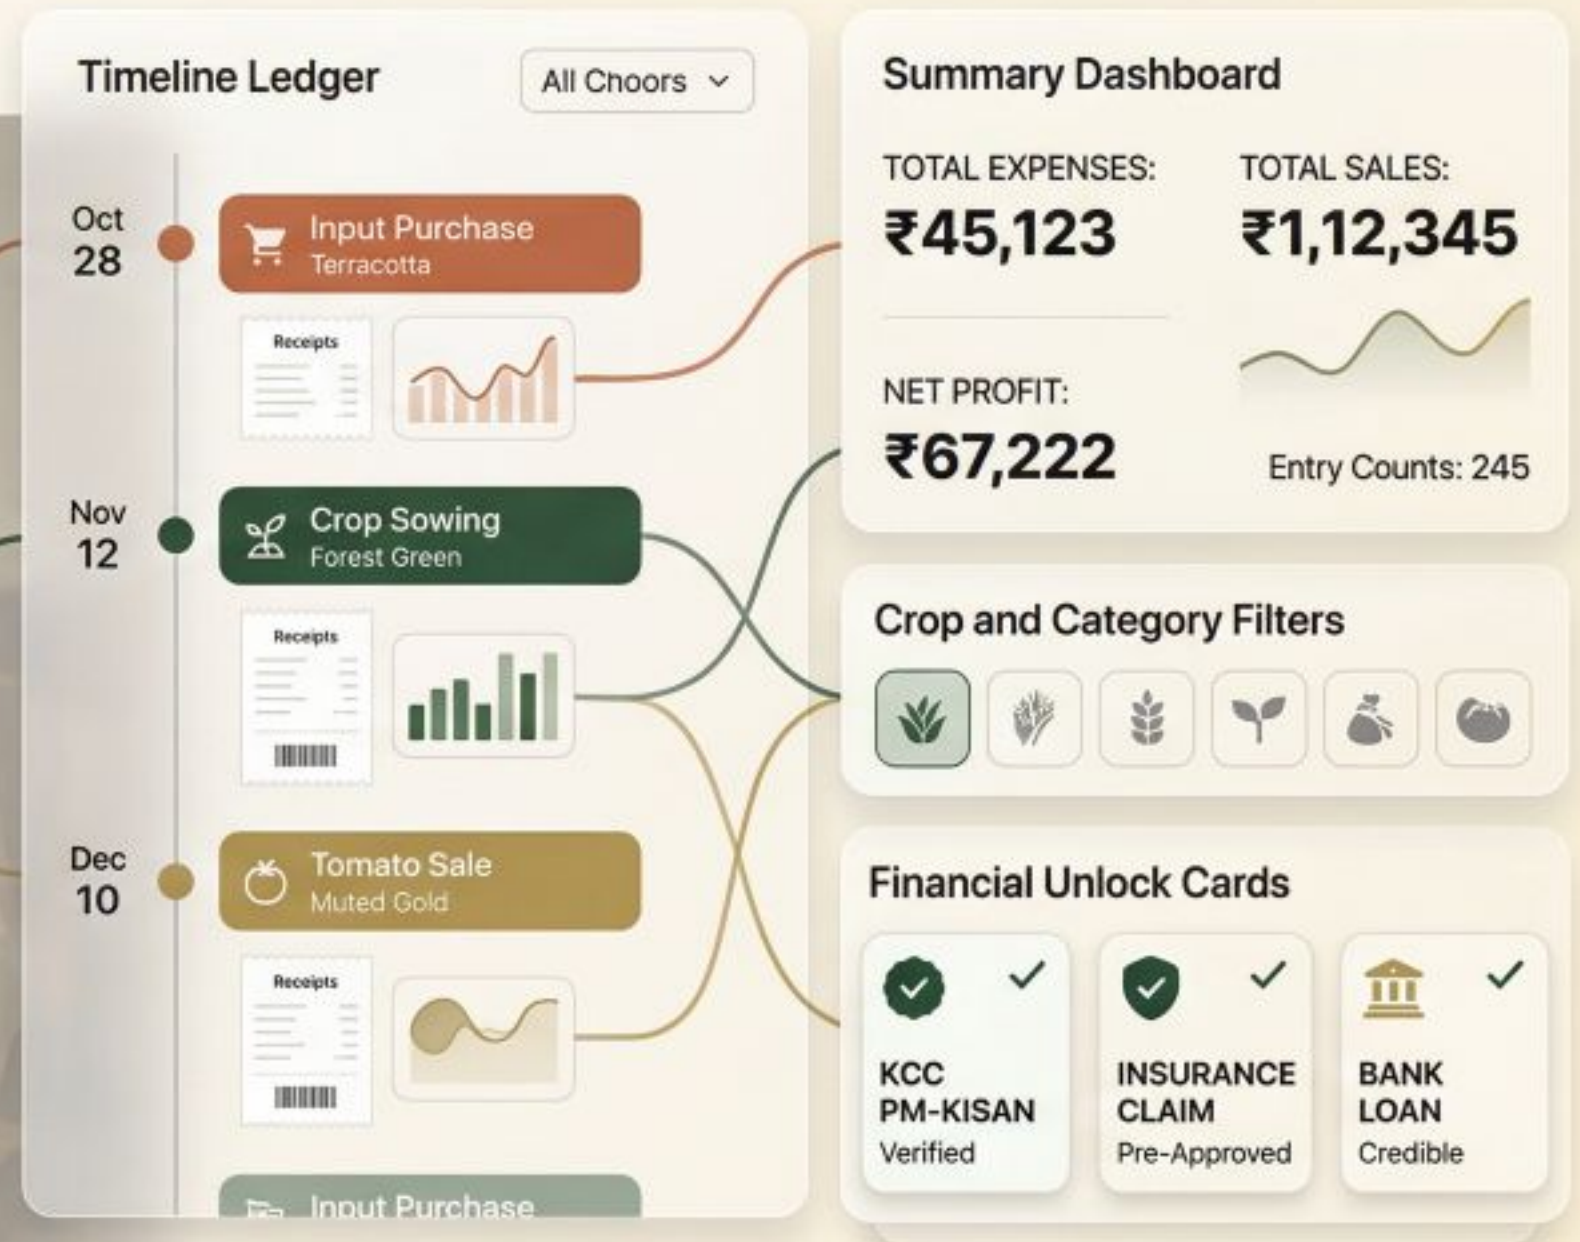 Timeline Ledger
All Choors
Oct
28
Input Purchase
Terracotta
Receipts
Nov
12
Crop Sowing
Forest Green
Receipts
Dec
10
Tomato Sale
Muted Gold
Receipts
Input Purchase
Summary Dashboard
TOTAL EXPENSES:
₹45,123
TOTAL SALES:
₹1,12,345
NET PROFIT:
₹67,222
Entry Counts: 245
Crop and Category Filters
Financial Unlock Cards
KCC
PM-KISAN
Verified
INSURANCE
CLAIM
Pre-Approved
BANK
LOAN
Credible